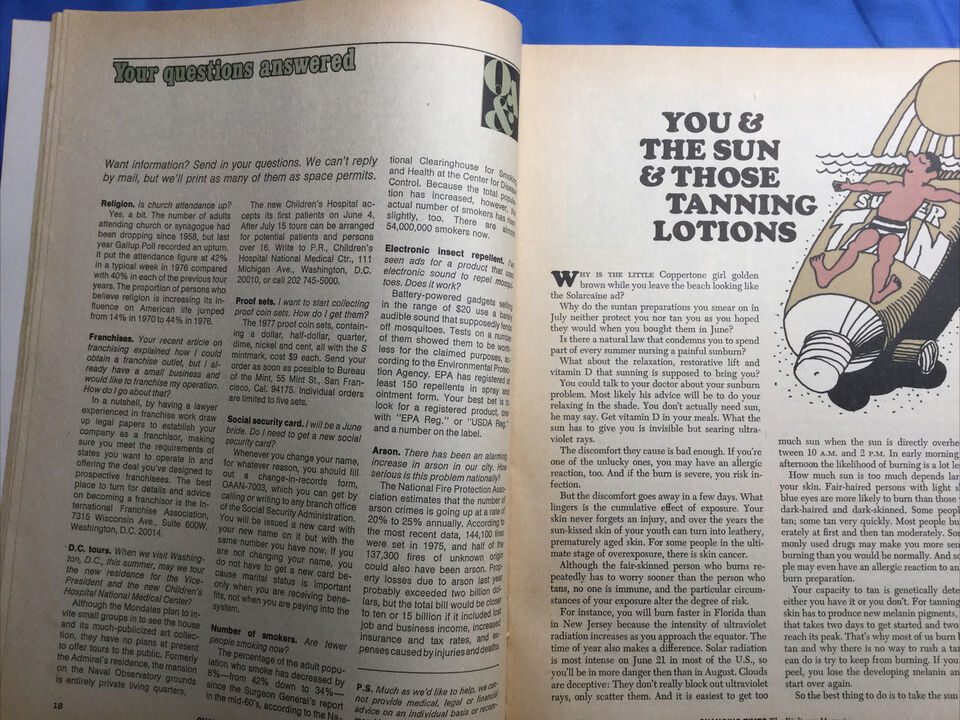 Your questions answered
Q&A
Want information? Send in your questions. We can't reply
by mail, but we'll print as many of them as space permits.
Religion. Is church attendance up?
Yes, a bit. The number of adults
attending church or synagogue had
been dropping since 1958, but last
year Gallup Poll recorded an upturn.
It put the attendance figure at 42%
in a typical week in 1976 compared
with 40% in each of the previous four
years. The proportion of persons who
believe religion is increasing its in-
fluence on American life jumped
from 14% in 1970 to 44% in 1976.
Franchises. Your recent article on
franchising explained how I could
obtain a franchise outlet, but I al-
ready have a small business and
would like to franchise my operation.
How do I go about that?
In a nutshell, by having a lawyer
experienced in franchise work draw
up legal papers to establish your
company as a franchisor, making
sure you meet the requirements of
states you want to operate in and
offering the deal you've designed to
prospective franchisees. The best
place to turn for details and advice
on becoming a franchisor is the In-
ternational Franchise Association,
7315 Wisconsin Ave., Suite 600W,
Washington, D.C. 20014.
D.C. tours. When we visit Washing-
ton, D.C., this summer, may we tour
the new residence for the Vice-
President and the new Children's
Hospital National Medical Center?
Although the Mondales plan to in-
vite small groups in to see the house
and its much-publicized art collec-
tion, they have no plans at present
to offer tours to the public. Formerly
the Admiral's residence, the mansion
on the Naval Observatory grounds
is entirely private living quarters.
18
The new Children's Hospital ac-
cepts its first patients on June 4.
After July 15 tours can be arranged
for potential patients and persons
over 16. Write to P.R., Children's
Hospital National Medical Ctr., 111
Michigan Ave., Washington, D.C.
20010, or call 202 745-5000.
Proof sets. I want to start collecting
proof coin sets. How do I get them?
The 1977 proof coin sets, contain-
ing a dollar, half-dollar, quarter,
dime, nickel and cent, all with the S
mintmark, cost $9 each. Send your
order as soon as possible to Bureau
of the Mint, 55 Mint St., San Fran-
cisco, Cal. 94175. Individual orders
are limited to five sets.
Social security card. I will be a June
bride. Do I need to get a new social
security card?
Whenever you change your name,
for whatever reason, you should fill
out a change-in-records form,
OAAN-7003, which you can get by
calling or writing to any branch office
of the Social Security Administration.
You will be issued a new card with
your new name on it but with the
same number you have now. If you
are not changing your name, you
do not have to get a new card be-
cause marital status is important
only when you are receiving bene-
fits, not when you are paying into the
system.
Number of smokers. Are fewer
people smoking now?
The percentage of the adult popu-
lation who smoke has decreased by
8%—from 42% down to 34%—
since the Surgeon General's report
in the mid-60's, according to the Na-
tional Clearinghouse for Smoking
and Health at the Center for Disease
Control. Because the total popula-
tion has increased, however, the
actual number of smokers has risen
slightly, too. There are almost
54,000,000 smokers now.
Electronic insect repellent. I've
seen ads for a product that uses
electronic sound to repel mosqui-
toes. Does it work?
Battery-powered gadgets selling
in the range of $20 use a barely
audible sound that supposedly fends
off mosquitoes. Tests on a number
of them showed them to be worth-
less for the claimed purposes, ac-
cording to the Environmental Protec-
tion Agency. EPA has registered at
least 150 repellents in spray and
ointment form. Your best bet is to
look for a registered product, one
with "EPA Reg." or "USDA Reg."
and a number on the label.
Arson. There has been an alarming
increase in arson in our city. How
serious is this problem nationally?
The National Fire Protection Asso-
ciation estimates that the number of
arson crimes is going up at a rate of
20% to 25% annually. According to
the most recent data, 144,100 fires
were set in 1975, and half of the
137,300 fires of unknown origin
could also have been arson. Prop-
erty losses due to arson last year
probably exceeded two billion dol-
lars, but the total bill would be closer
to ten or 15 billion if it included lost
job and business income, increased
insurance and tax rates, and ex-
penses caused by injuries and deaths.
P.S. Much as we'd like to help, we can-
not provide medical, legal or financial
advice on an individual basis or recom-
YOU &
THE SUN
& THOSE
TANNING
LOTIONS
WHY IS THE LITTLE Coppertone girl golden
brown while you leave the beach looking like
the Solarcaine ad?
Why do the suntan preparations you smear on in
July neither protect you nor tan you as you hoped
they would when you bought them in June?
Is there a natural law that condemns you to spend
part of every summer nursing a painful sunburn?
What about the relaxation, restorative lift and
vitamin D that sunning is supposed to bring you?
You could talk to your doctor about your sunburn
problem. Most likely his advice will be to do your
relaxing in the shade. You don't actually need sun,
he may say. Get vitamin D in your meals. What the
sun has to give you is invisible but searing ultra-
violet rays.
The discomfort they cause is bad enough. If you're
one of the unlucky ones, you may have an allergic
reaction, too. And if the burn is severe, you risk in-
fection.
But the discomfort goes away in a few days. What
lingers is the cumulative effect of exposure. Your
skin never forgets an injury, and over the years the
sun-kissed skin of your youth can turn into leathery,
prematurely aged skin. For some people in the ulti-
mate stage of overexposure, there is skin cancer.
Although the fair-skinned person who burns re-
peatedly has to worry sooner than the person who
tans, no one is immune, and the particular circum-
stances of your exposure alter the degree of risk.
For instance, you will burn faster in Florida than
in New Jersey because the intensity of ultraviolet
radiation increases as you approach the equator. The
time of year also makes a difference. Solar radiation
is most intense on June 21 in most of the U.S., so
you'll be in more danger then than in August. Clouds
are deceptive: They don't really block out ultraviolet
rays, only scatter them. And it is easiest to get too
SUPER
much sun when the sun is directly overhe
tween 10 A.M. and 2 P.M. In early morning
afternoon the likelihood of burning is a lot le
How much sun is too much depends lar
your skin. Fair-haired persons with light s
blue eyes are more likely to burn than those
dark-haired and dark-skinned. Some peopl
tan; some tan very quickly. Most people bu
erately at first and then tan moderately. Son
monly used drugs may make you more sens
burning than you would be normally. And so
ple may even have an allergic reaction to an
burn preparation.
Your capacity to tan is genetically dete
either you have it or you don't. For tanning
skin has to produce new melanin pigments,
that takes two days to get started and two
reach its peak. That's why most of us burn b
tan and why there is no way to rush a tan
can do is try to keep from burning. If you
peel, you lose the developing melanin an
start over again.
So the best thing to do is take the sun